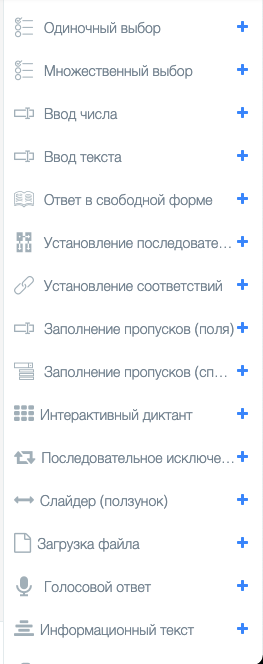 Одиночный выбор
Множественный выбор
Ввод числа
Ввод текста
Ответ в свободной форме
Установление последовате...
Установление соответствий
Заполнение пропусков (поля)
Заполнение пропусков (сп...
Интерактивный диктант
Последовательное исключе...
Слайдер (ползунок)
Загрузка файла
Голосовой ответ
Информационный текст